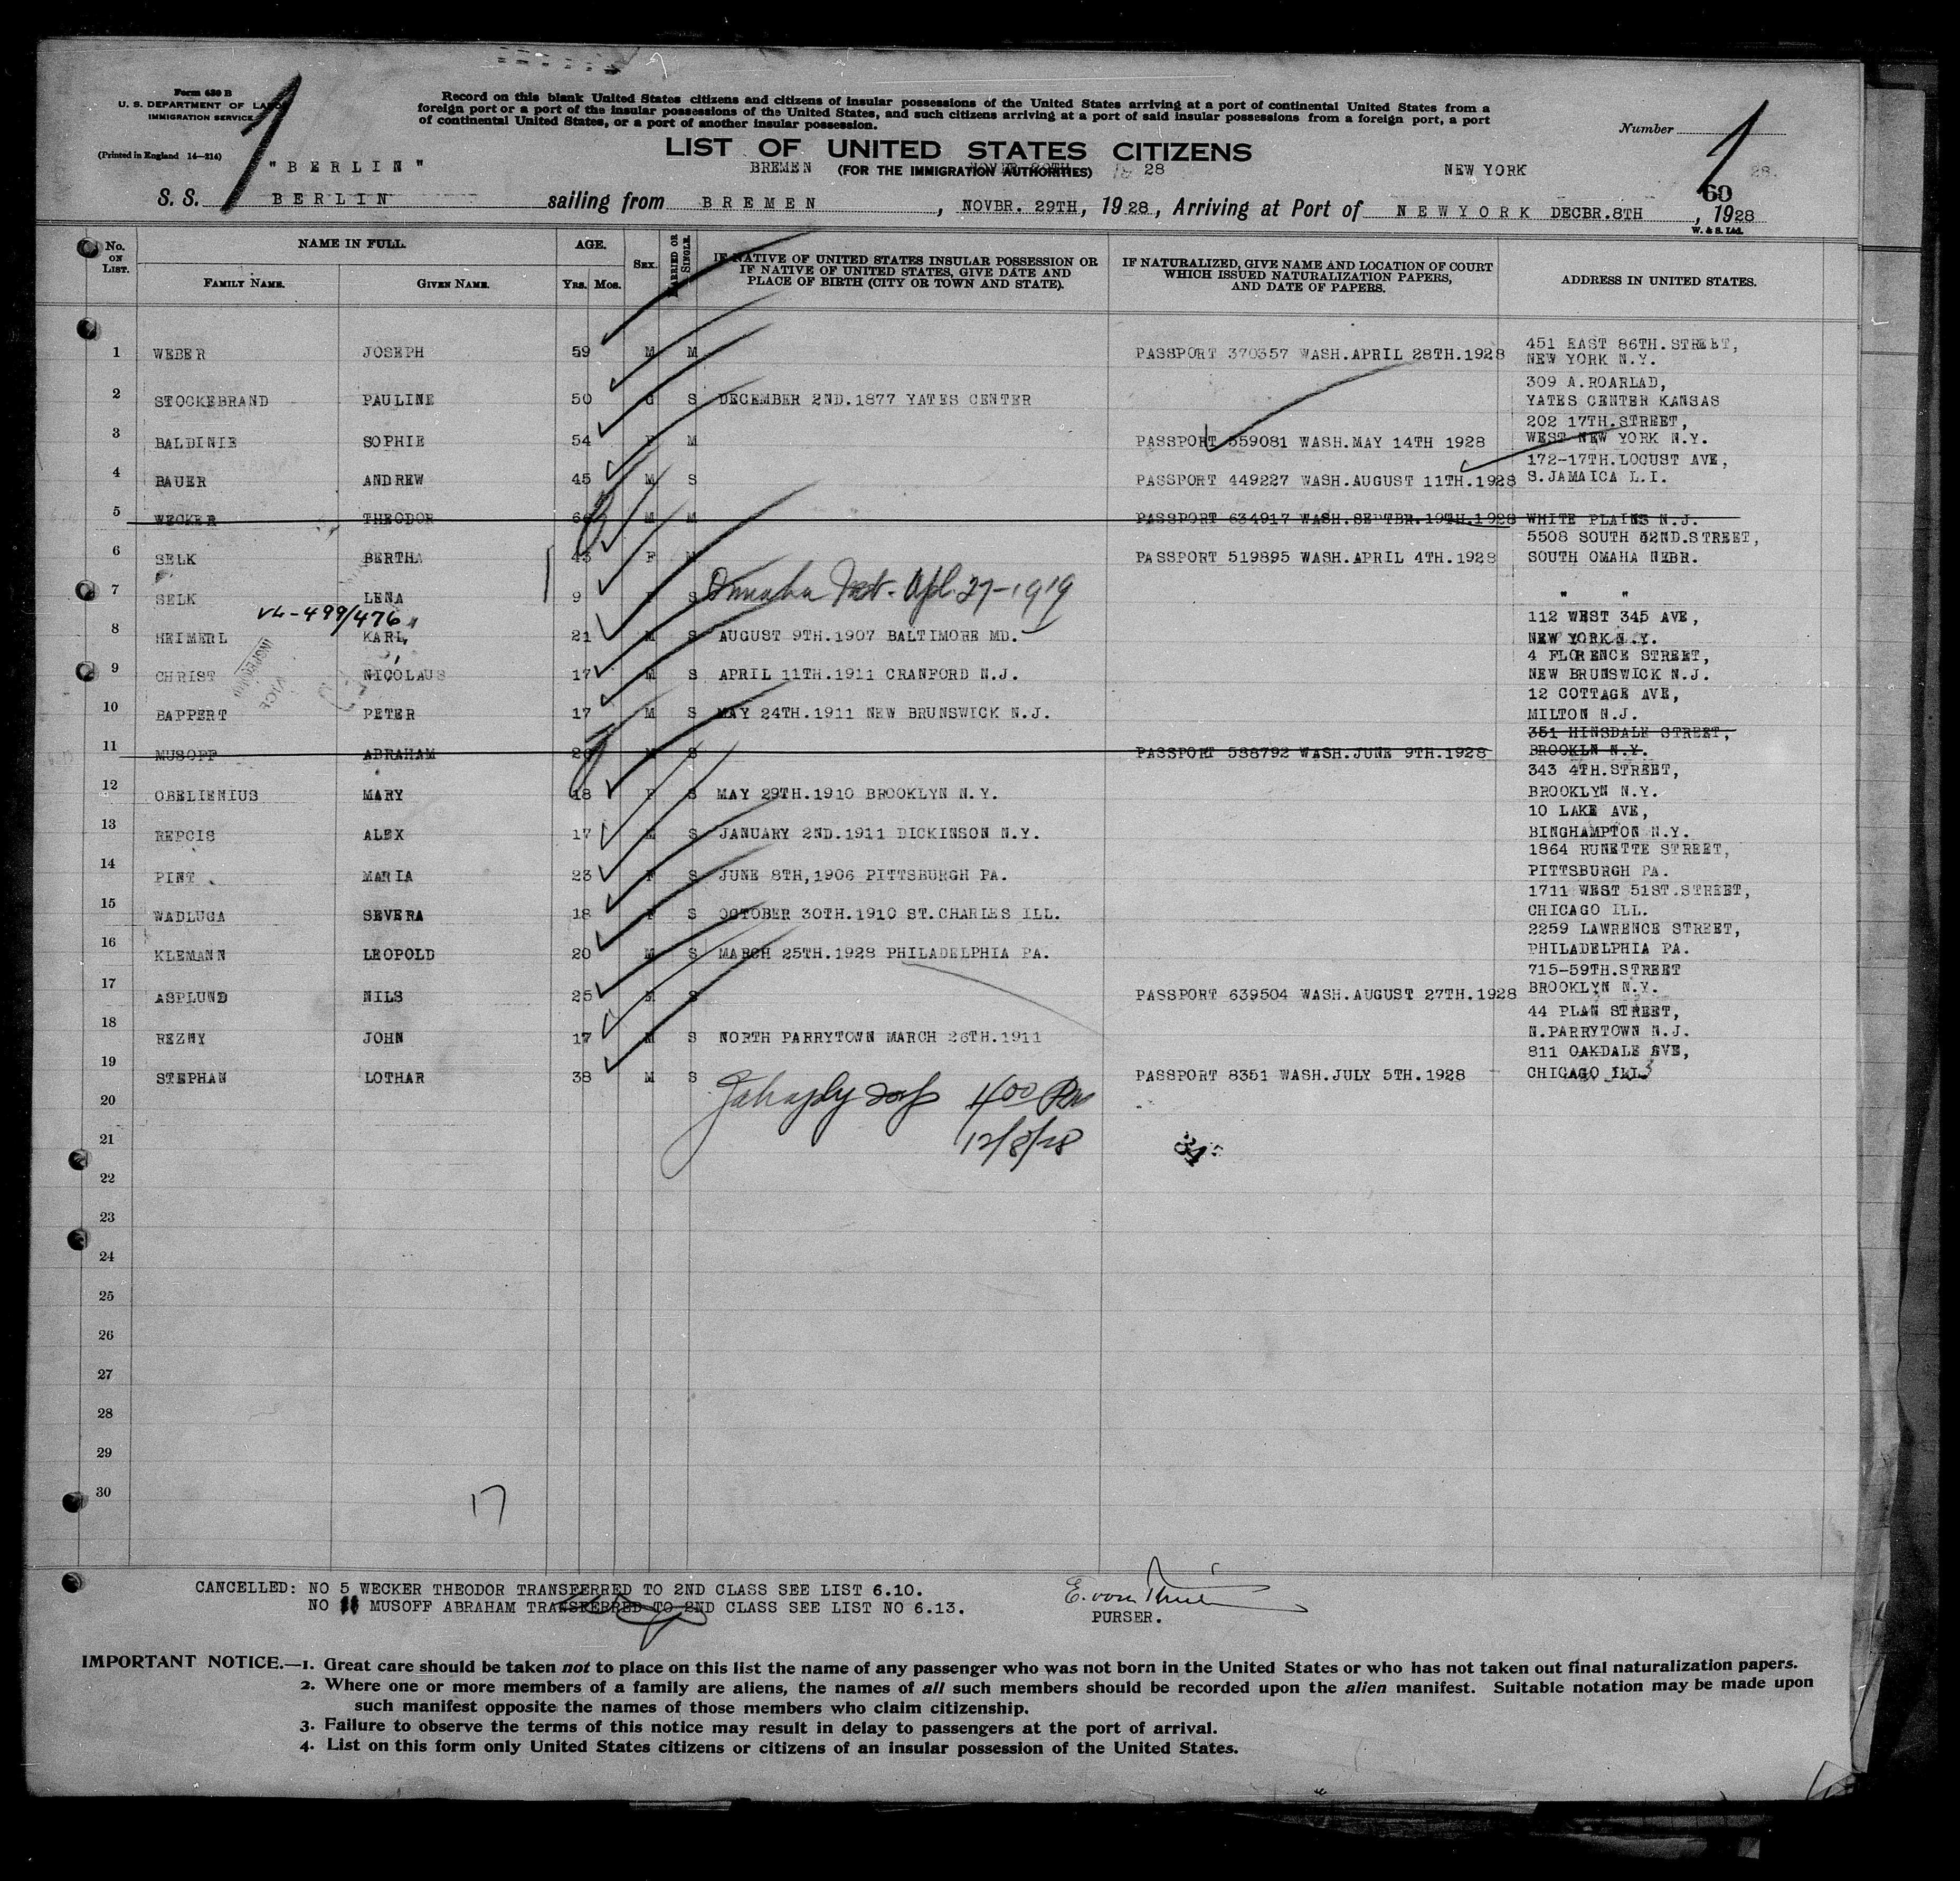 Form 630 B
U. S. DEPARTMENT OF LABOR
IMMIGRATION SERVICE
(Printed in England 14—214)
1
Record on this blank United States citizens and citizens of insular possessions of the United States arriving at a port of continental United States from a
foreign port or a port of the insular possessions of the United States, and such citizens arriving at a port of said insular possessions from a foreign port, a port
of continental United States, or a port of another insular possession.
Number 1
LIST OF UNITED STATES CITIZENS
"BERLIN" BREMEN (FOR THE IMMIGRATION AUTHORITIES) NOVBR. 29TH 28 NEW YORK 28.
60
S. S. BERLIN sailing from BREMEN, NOVBR. 29TH, 1928, Arriving at Port of NEWYORK DECBR.8TH, 1928
W. & S. Ltd.
No. ON LIST. NAME IN FULL. FAMILY NAME. GIVEN NAME. AGE. YRS. MOS. SEX. MARRIED OR SINGLE. IF NATIVE OF UNITED STATES INSULAR POSSESSION OR IF NATIVE OF UNITED STATES, GIVE DATE AND PLACE OF BIRTH (CITY OR TOWN AND STATE). IF NATURALIZED, GIVE NAME AND LOCATION OF COURT WHICH ISSUED NATURALIZATION PAPERS, AND DATE OF PAPERS. ADDRESS IN UNITED STATES.
1 WEBER JOSEPH 59 M M PASSPORT 370357 WASH.APRIL 28TH.1928 451 EAST 86TH.STREET,
NEW YORK N.Y.
309 A.ROARLAD,
2 STOCKEBRAND PAULINE 50 S DECEMBER 2ND.1877 YATES CENTER YATES CENTER KANSAS
202 17TH.STREET,
3 BALDINIE SOPHIE 54 F M PASSPORT 559081 WASH.MAY 14TH 1928 WEST NEW YORK N.Y.
172-17TH.LOCUST AVE,
4 BAUER ANDREW 45 M S PASSPORT 449227 WASH.AUGUST 11TH.1928 S.JAMAICA L.I.
5 WECKER THEODOR M M PASSPORT 634917 WASH.SEPTBR.19TH.1928 WHITE PLAINS N.J.
5508 SOUTH 32ND.STREET,
6 SELK BERTHA 43 F M PASSPORT 519895 WASH.APRIL 4TH.1928 SOUTH OMAHA NEBR.
7 SELK LENA 9 F S Omaha Apl. 27-1919 " "
VL-499/476
112 WEST 345 AVE,
8 HEIMERL KARL, 21 M S AUGUST 9TH.1907 BALTIMORE MD. NEW YORK N.Y.
4 FLORENCE STREET,
9 CHRIST NICOLAUS 17 M S APRIL 11TH.1911 CRANFORD N.J. NEW BRUNSWICK N.J.
12 COTTAGE AVE,
10 BAPPERT PETER 17 M S MAY 24TH.1911 NEW BRUNSWICK N.J. MILTON N.J.
351 HINSDALE STREET,
11 MUSOFF ABRAHAM M S PASSPORT 538792 WASH.JUNE 9TH.1928 BROOKLN N.Y.
343 4TH.STREET,
12 OBELIENIUS MARY 18 F S MAY 29TH.1910 BROOKLYN N.Y. BROOKLYN N.Y.
10 LAKE AVE,
13 REPCIS ALEX 17 M S JANUARY 2ND.1911 DICKINSON N.Y. BINGHAMPTON N.Y.
1864 RUNETTE STREET,
14 PINT MARIA 23 F S JUNE 8TH,1906 PITTSBURGH PA. PITTSBURGH PA.
1711 WEST 51ST.STREET,
15 WADLUGA SEVERA 18 F S OCTOBER 30TH.1910 ST.CHARLES ILL. CHICAGO ILL.
2259 LAWRENCE STREET,
16 KLEMANN LEOPOLD 20 M S MARCH 25TH.1928 PHILADELPHIA PA. PHILADELPHIA PA.
715-59TH.STREET
17 ASPLUND NILS 25 M S PASSPORT 639504 WASH.AUGUST 27TH.1928 BROOKLYN N.Y.
44 PLAN STREET,
18 REZNY JOHN 17 M S NORTH PARRYTOWN MARCH 26TH.1911 N.PARRYTOWN N.J.
811 OAKDALE AVE,
19 STEPHAN LOTHAR 38 M S PASSPORT 8351 WASH.JULY 5TH.1928 CHICAGO ILL
20 400 Pm
21 12/8/28 34
22
23
24
25
26
27
28
29
30
17
CANCELLED: NO 5 WECKER THEODOR TRANSFERRED TO 2ND CLASS SEE LIST 6.10.
NO 11 MUSOFF ABRAHAM TRANSFERRED TO 2ND CLASS SEE LIST NO 6.13.
PURSER.
IMPORTANT NOTICE.—1. Great care should be taken not to place on this list the name of any passenger who was not born in the United States or who has not taken out final naturalization papers.
2. Where one or more members of a family are aliens, the names of all such members should be recorded upon the alien manifest. Suitable notation may be made upon
such manifest opposite the names of those members who claim citizenship.
3. Failure to observe the terms of this notice may result in delay to passengers at the port of arrival.
4. List on this form only United States citizens or citizens of an insular possession of the United States.